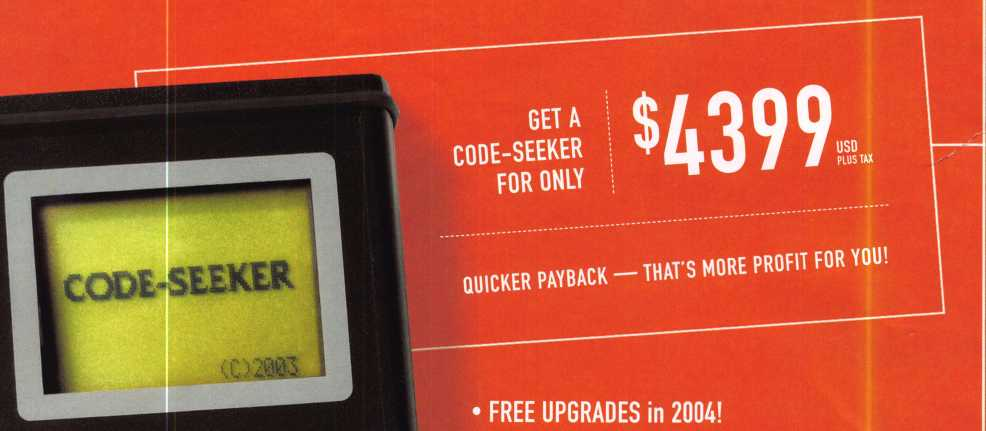 GET A
CODE-SEEKER
FOR ONLY
$4399
USD
PLUS TAX
QUICKER PAYBACK — THAT'S MORE PROFIT FOR YOU!
CODE-SEEKER
(C)2003
• FREE UPGRADES in 2004!